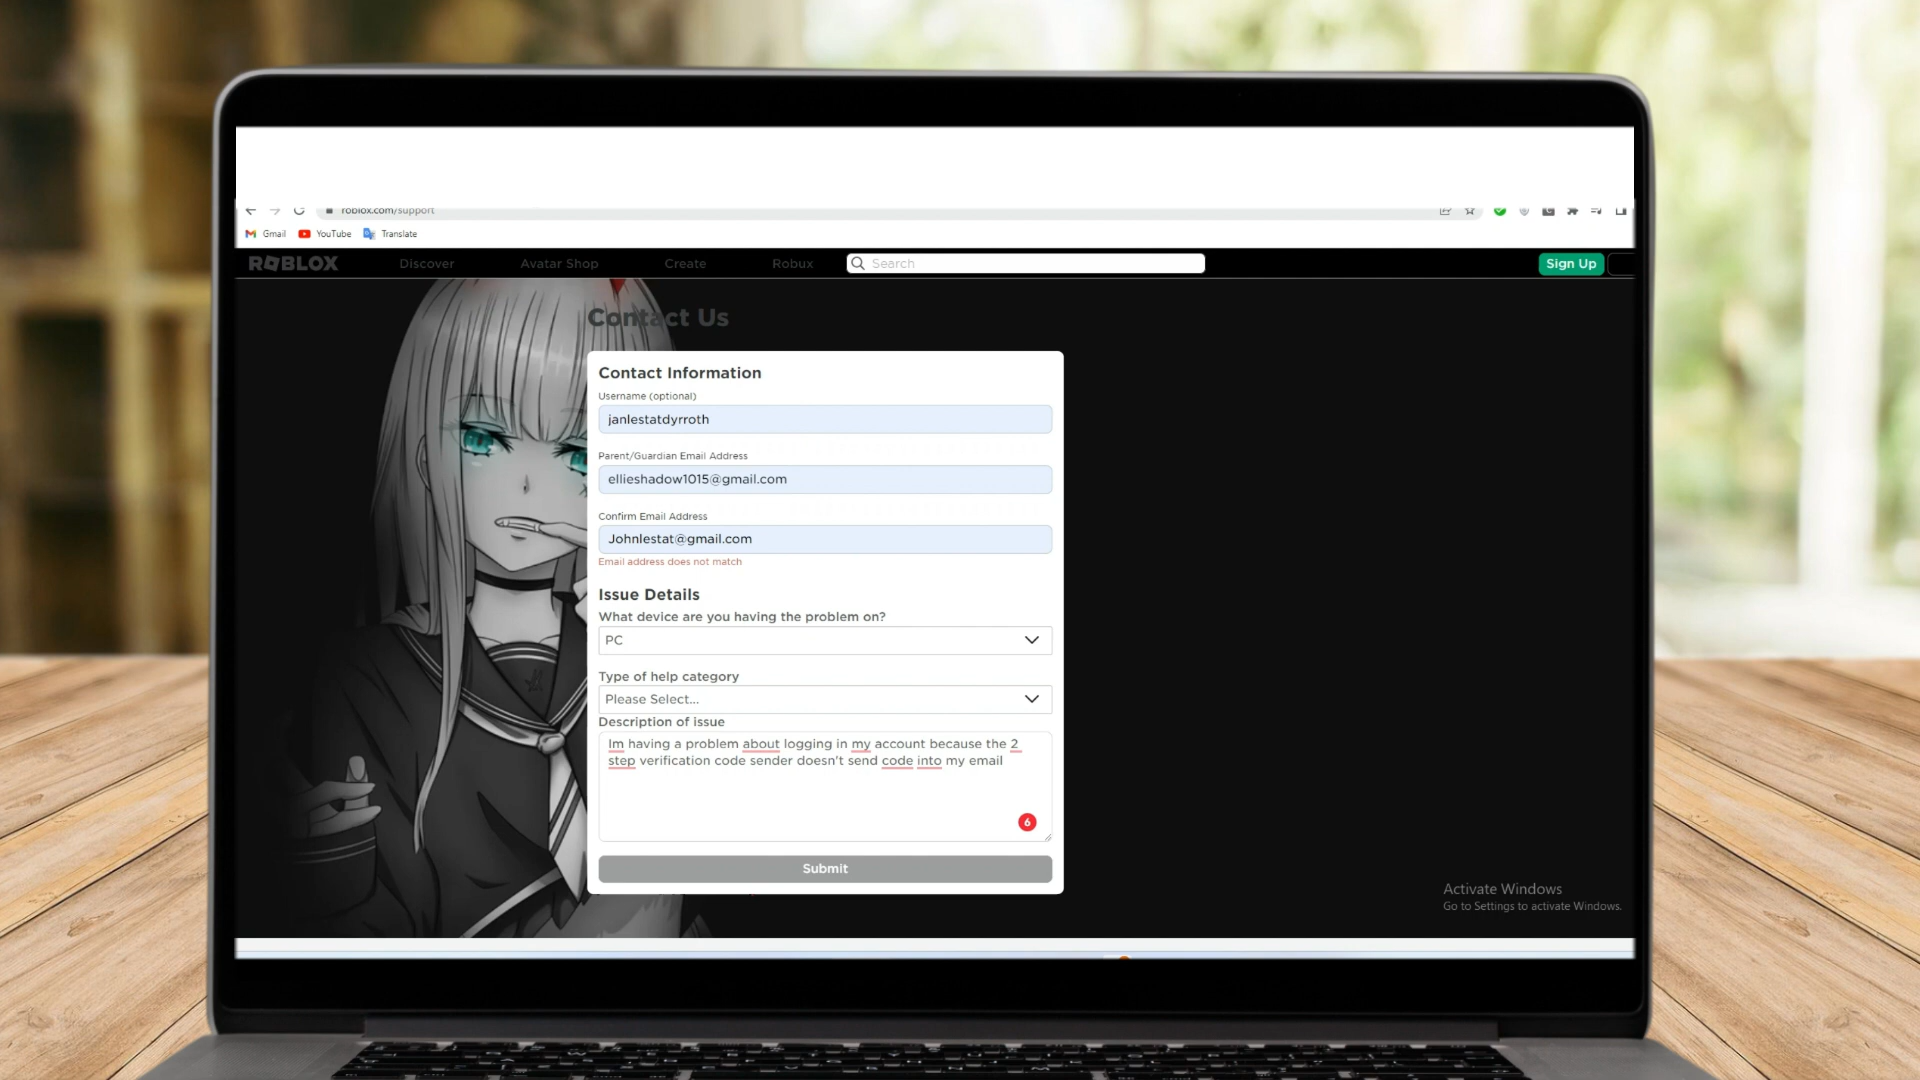 roblox.com/support
Gmail YouTube Translate
ROBLOX Discover Avatar Shop Create Robux Search Sign Up
Contact Us
Contact Information
Username (optional)
janlestatdyrroth
Parent/Guardian Email Address
ellieshadow1015@gmail.com
Confirm Email Address
Johnlestat@gmail.com
Email address does not match
Issue Details
What device are you having the problem on?
PC
Type of help category
Please Select...
Description of issue
Im having a problem about logging in my account because the 2
step verification code sender doesn't send code into my email
6
Submit
Activate Windows
Go to Settings to activate Windows.